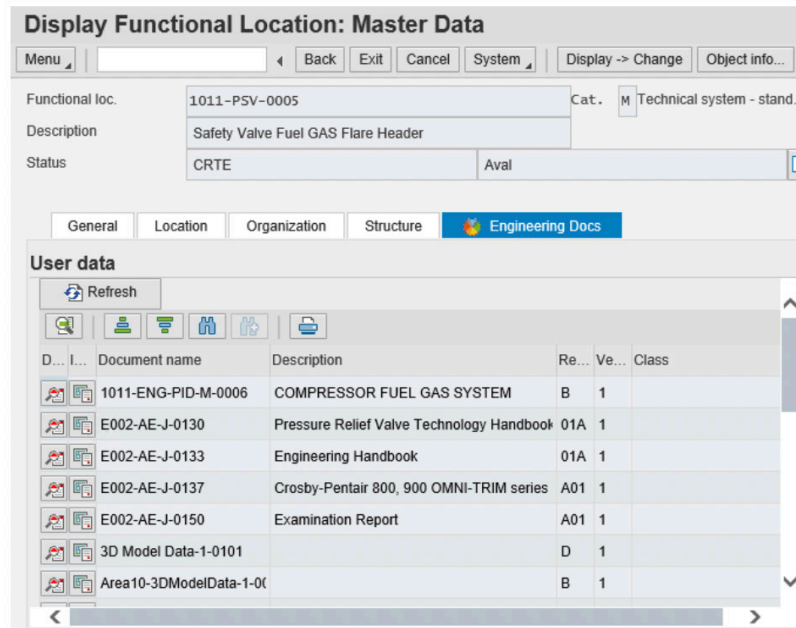 Display Functional Location: Master Data
Menu Back Exit Cancel System Display -> Change Object info...
Functional loc. 1011-PSV-0005 Cat. M Technical system - stand.
Description Safety Valve Fuel GAS Flare Header
Status CRTE Aval
General Location Organization Structure Engineering Docs
User data
Refresh
D... I... Document name Description Re... Ve... Class
1011-ENG-PID-M-0006 COMPRESSOR FUEL GAS SYSTEM B 1
E002-AE-J-0130 Pressure Relief Valve Technology Handbook 01A 1
E002-AE-J-0133 Engineering Handbook 01A 1
E002-AE-J-0137 Crosby-Pentair 800, 900 OMNI-TRIM series A01 1
E002-AE-J-0150 Examination Report A01 1
3D Model Data-1-0101 D 1
Area10-3DModelData-1-00 B 1